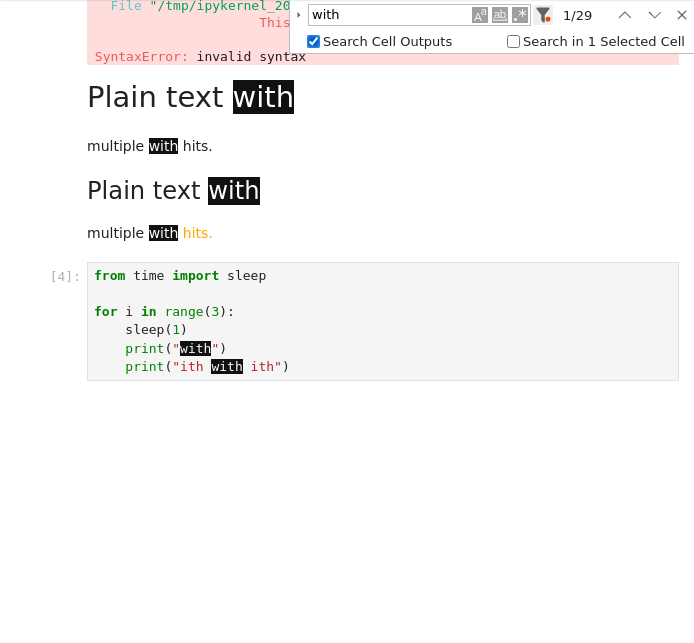 File "/tmp/ipykernel_20
with
1/29
This
Search Cell Outputs
Search in 1 Selected Cell
SyntaxError: invalid syntax
Plain text with
multiple with hits.
Plain text with
multiple with hits.
[4]:
from time import sleep
for i in range(3):
    sleep(1)
    print("with")
    print("ith with ith")